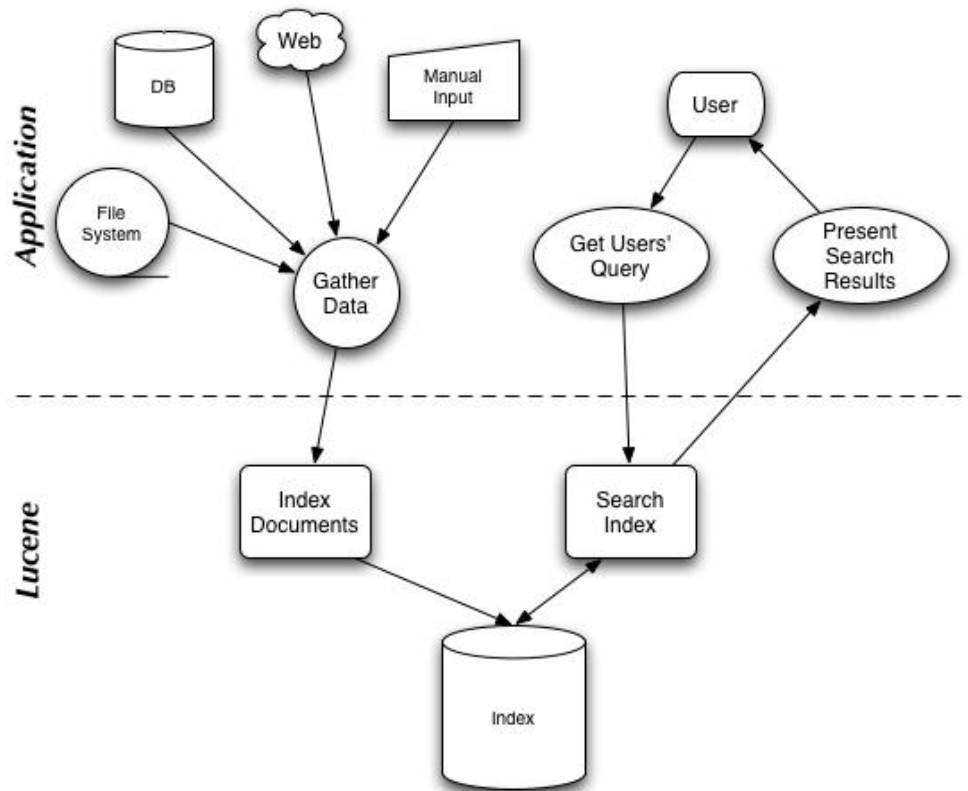 Application
DB
Web
Manual
Input
File
System
Gather
Data
User
Get Users'
Query
Present
Search
Results
Lucene
Index
Documents
Search
Index
Index